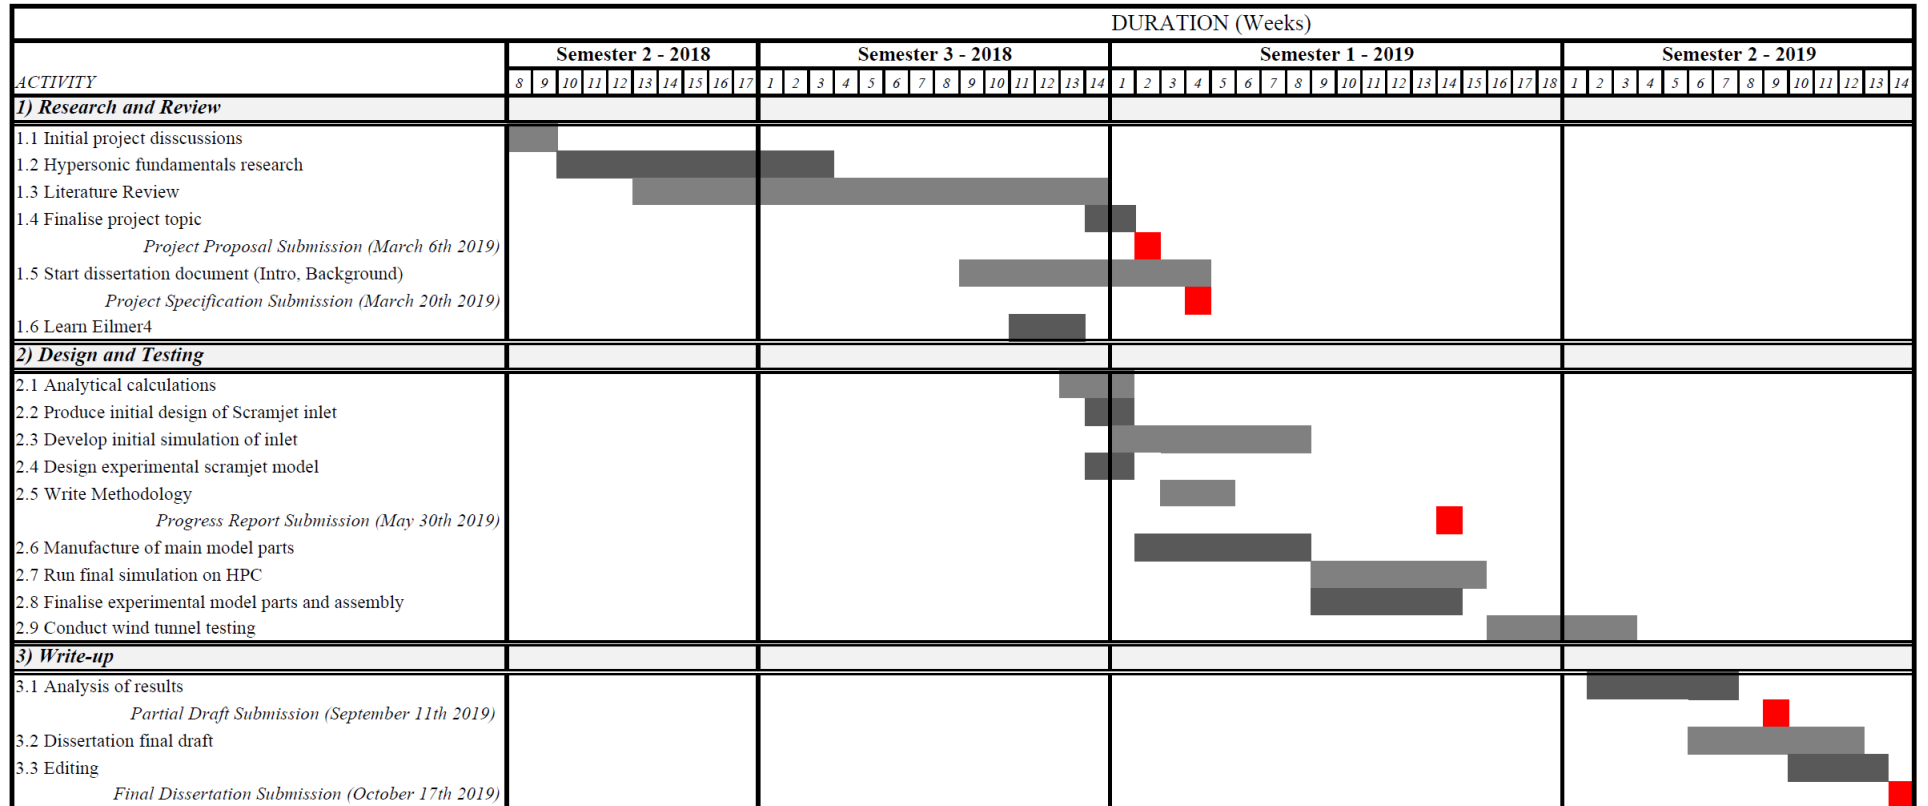 DURATION (Weeks)
Semester 2 - 2018 Semester 3 - 2018 Semester 1 - 2019 Semester 2 - 2019
ACTIVITY 8 9 10 11 12 13 14 15 16 17 1 2 3 4 5 6 7 8 9 10 11 12 13 14 1 2 3 4 5 6 7 8 9 10 11 12 13 14 15 16 17 18 1 2 3 4 5 6 7 8 9 10 11 12 13 14
1) Research and Review
1.1 Initial project disscussions
1.2 Hypersonic fundamentals research
1.3 Literature Review
1.4 Finalise project topic
Project Proposal Submission (March 6th 2019)
1.5 Start dissertation document (Intro, Background)
Project Specification Submission (March 20th 2019)
1.6 Learn Eilmer4
2) Design and Testing
2.1 Analytical calculations
2.2 Produce initial design of Scramjet inlet
2.3 Develop initial simulation of inlet
2.4 Design experimental scramjet model
2.5 Write Methodology
Progress Report Submission (May 30th 2019)
2.6 Manufacture of main model parts
2.7 Run final simulation on HPC
2.8 Finalise experimental model parts and assembly
2.9 Conduct wind tunnel testing
3) Write-up
3.1 Analysis of results
Partial Draft Submission (September 11th 2019)
3.2 Dissertation final draft
3.3 Editing
Final Dissertation Submission (October 17th 2019)